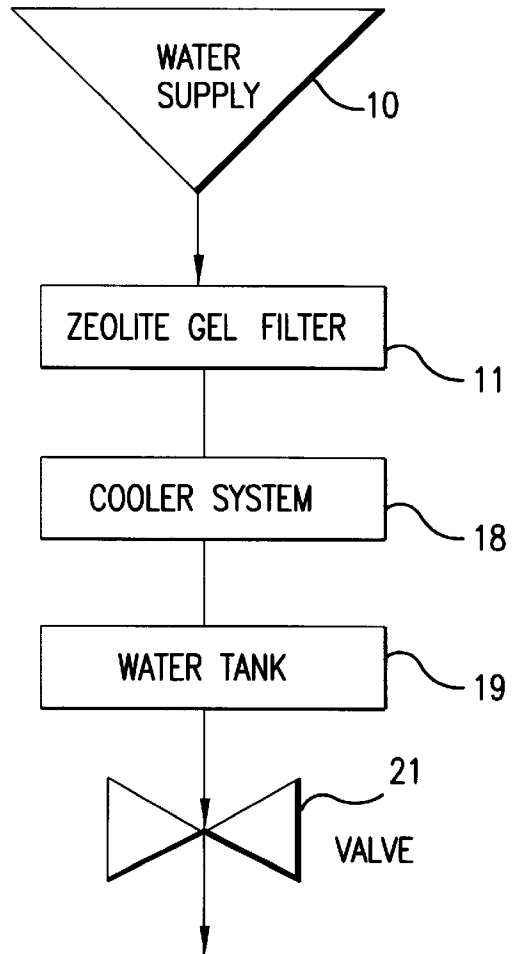 WATER
SUPPLY
10
ZEOLITE GEL FILTER
11
COOLER SYSTEM
18
WATER TANK
19
21
VALVE